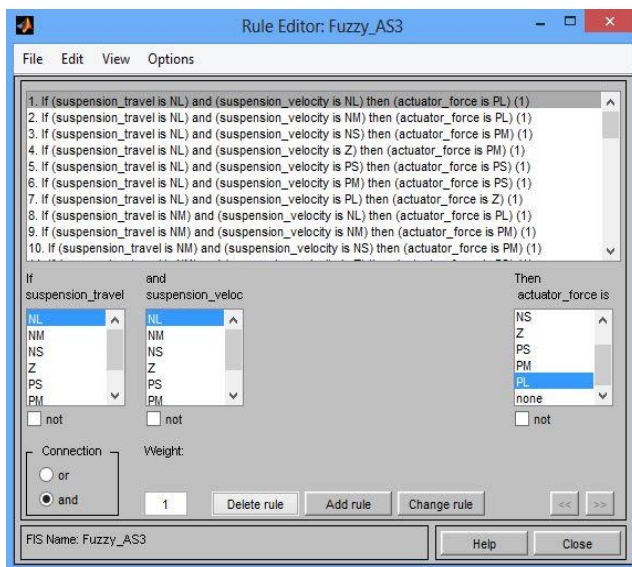 Rule Editor: Fuzzy_AS3
File Edit View Options
1. If (suspension_travel is NL) and (suspension_velocity is NL) then (actuator_force is PL) (1)
2. If (suspension_travel is NL) and (suspension_velocity is NM) then (actuator_force is PL) (1)
3. If (suspension_travel is NL) and (suspension_velocity is NS) then (actuator_force is PM) (1)
4. If (suspension_travel is NL) and (suspension_velocity is Z) then (actuator_force is PM) (1)
5. If (suspension_travel is NL) and (suspension_velocity is PS) then (actuator_force is PS) (1)
6. If (suspension_travel is NL) and (suspension_velocity is PM) then (actuator_force is PS) (1)
7. If (suspension_travel is NL) and (suspension_velocity is PL) then (actuator_force is Z) (1)
8. If (suspension_travel is NM) and (suspension_velocity is NL) then (actuator_force is PL) (1)
9. If (suspension_travel is NM) and (suspension_velocity is NM) then (actuator_force is PM) (1)
10. If (suspension_travel is NM) and (suspension_velocity is NS) then (actuator_force is PM) (1)
If
suspension_travel
NL
NM
NS
Z
PS
PM
not
and
suspension_veloc
NL
NM
NS
Z
PS
PM
not
Then
actuator_force is
NS
Z
PS
PM
PL
none
not
Connection
or
and
Weight:
1
Delete rule Add rule Change rule << >>
FIS Name: Fuzzy_AS3
Help Close